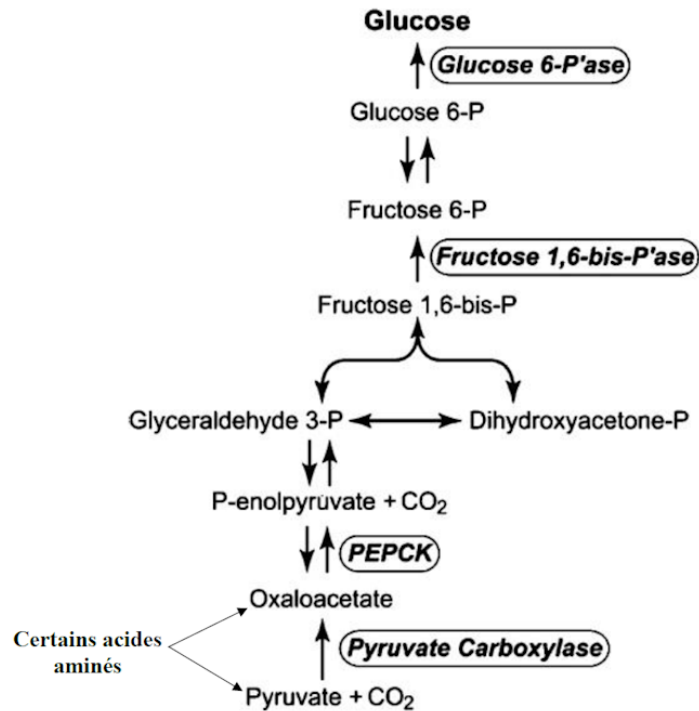 Glucose
Glucose 6-P'ase
Glucose 6-P
Fructose 6-P
Fructose 1,6-bis-P'ase
Fructose 1,6-bis-P
Glyceraldehyde 3-P
Dihydroxyacetone-P
P-enolpyruvate + CO₂
PEPCK
Oxaloacetate
Certains acides
aminés
Pyruvate Carboxylase
Pyruvate + CO₂